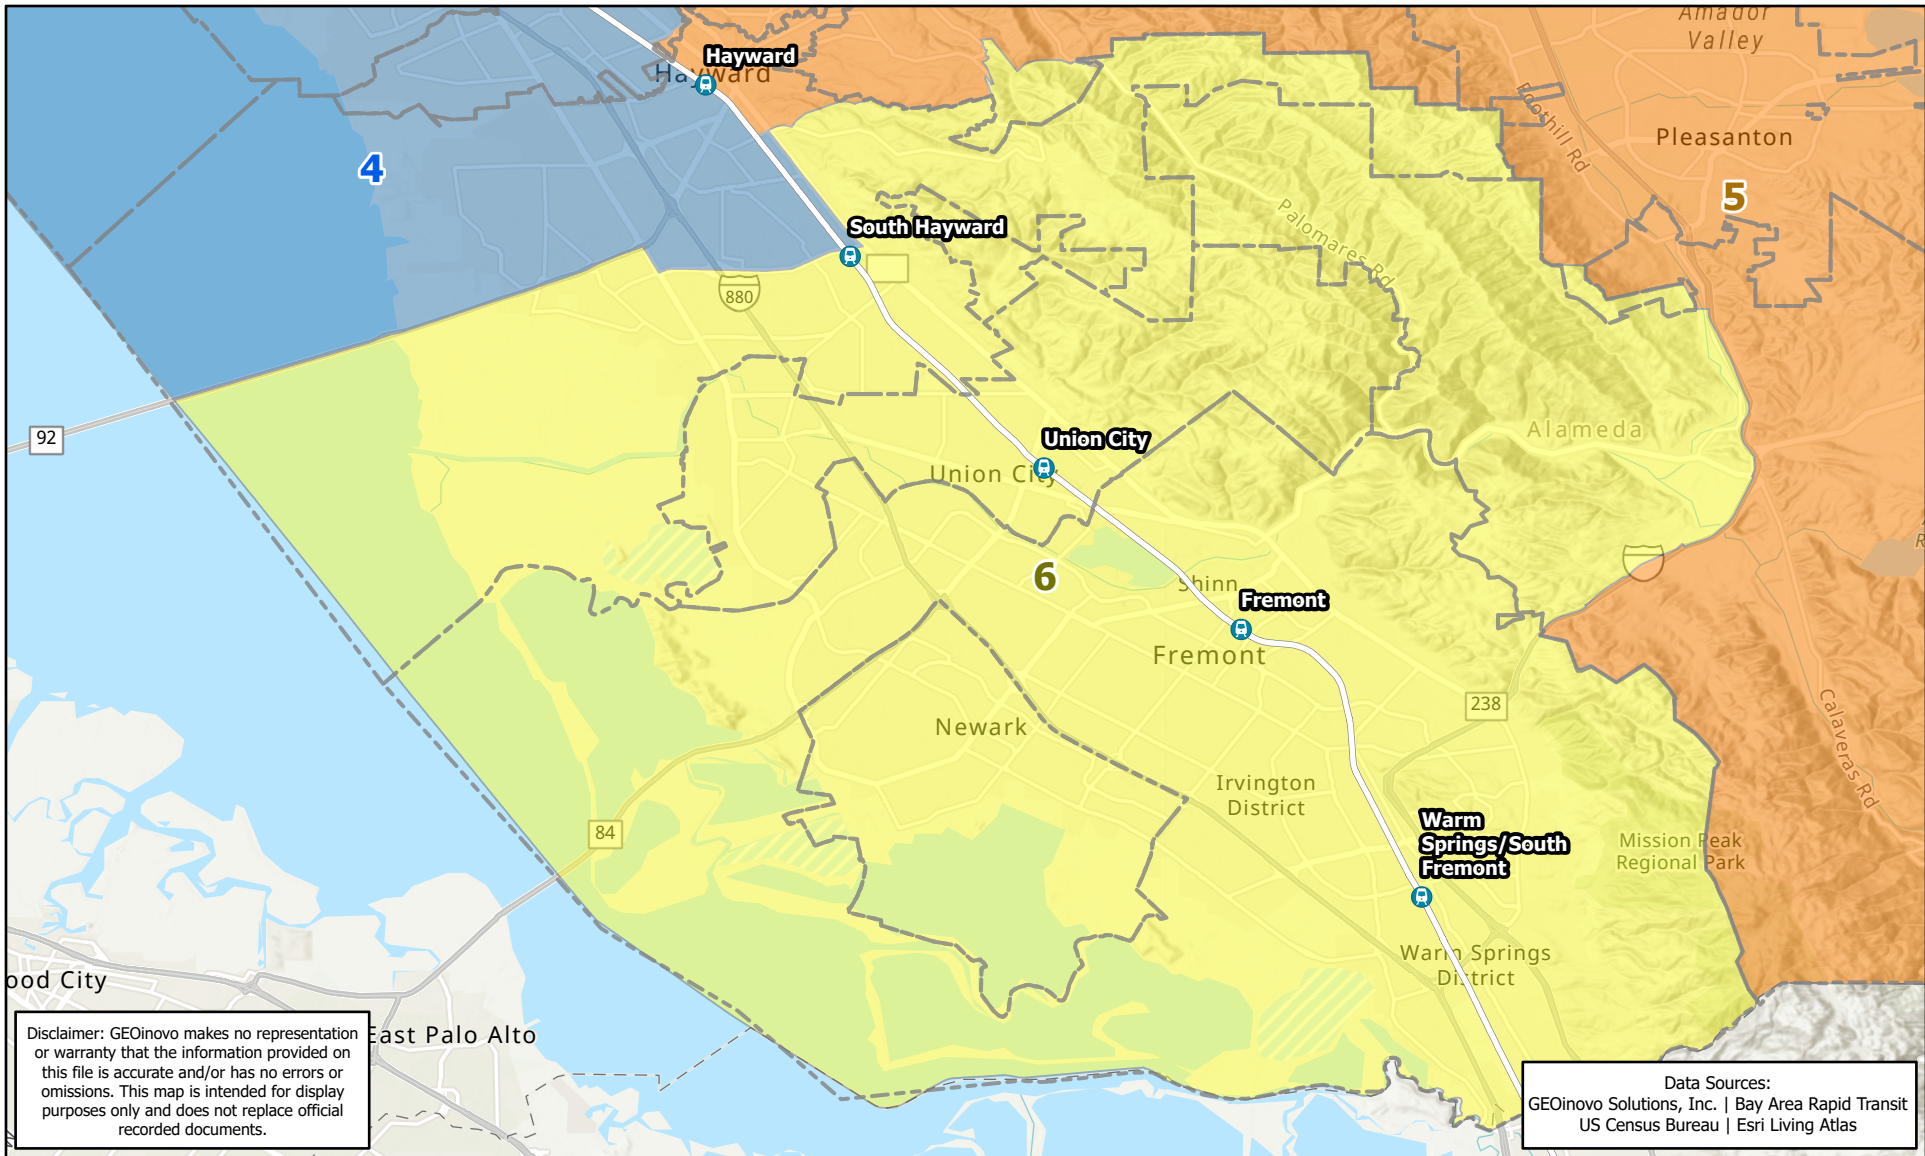 Amador
Valley
Hayward
Hayward
Foothill Rd
Pleasanton
4
5
South Hayward
Palomares Rd
880
92
Union City
Union City
Alameda
6
Shinn
Fremont
Fremont
238
Newark
Calaveras Rd
Irvington
District
84
Warm
Springs/South
Fremont
Mission Peak
Regional Park
Warm Springs
District
ood City
East Palo Alto
Disclaimer: GEOinovo makes no representation
or warranty that the information provided on
this file is accurate and/or has no errors or
omissions. This map is intended for display
purposes only and does not replace official
recorded documents.
Data Sources:
GEOinovo Solutions, Inc. | Bay Area Rapid Transit
US Census Bureau | Esri Living Atlas